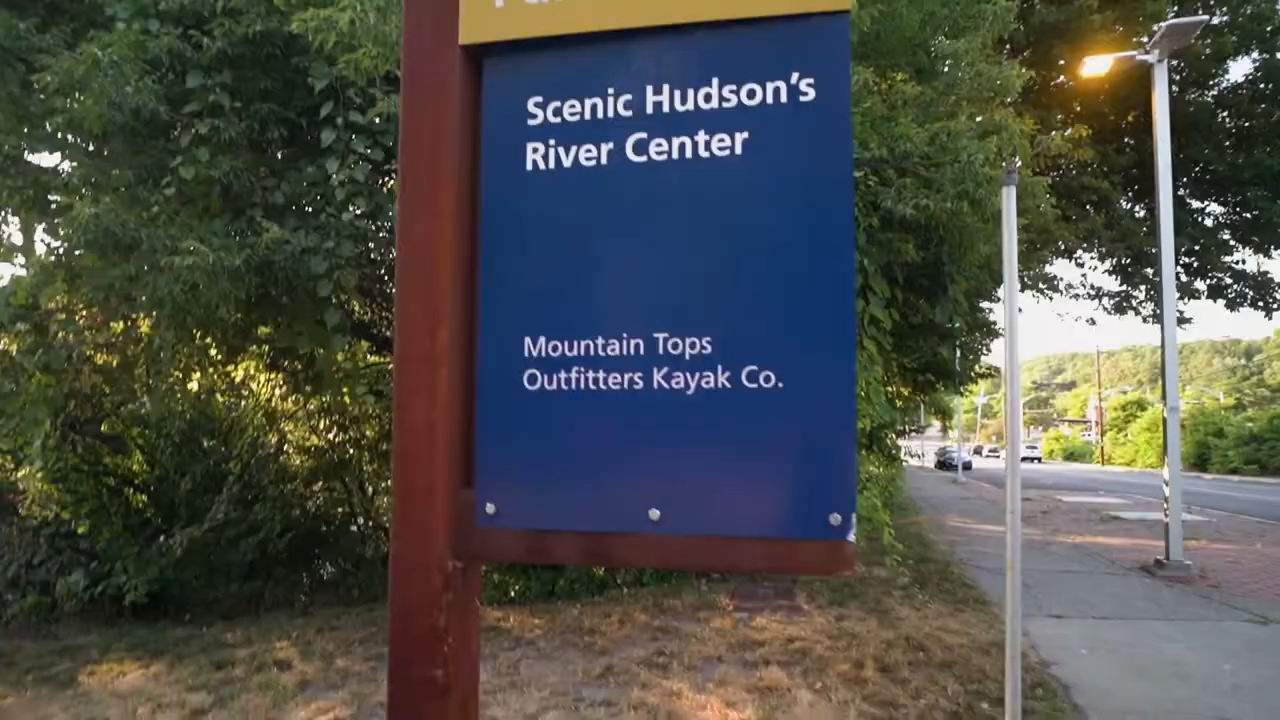 Scenic Hudson's
River Center
Mountain Tops
Outfitters Kayak Co.